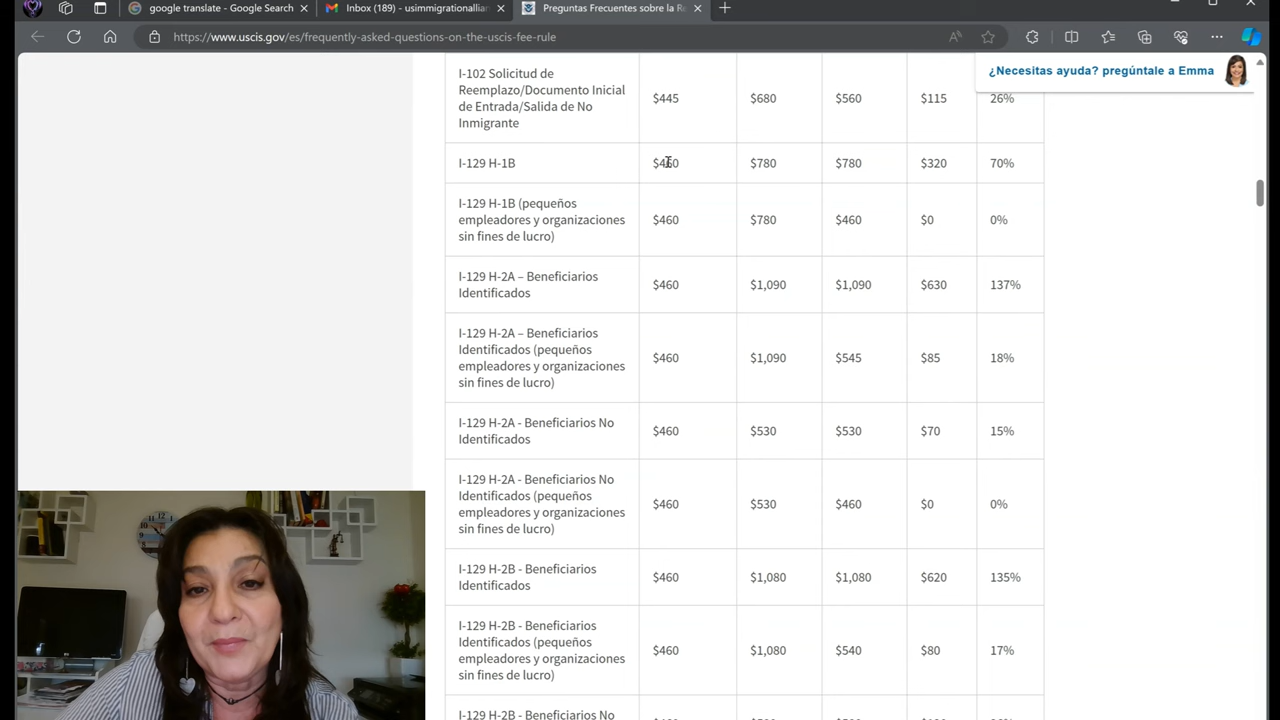 google translate - Google Search
Inbox (189) - usimmigrationallian
Preguntas Frecuentes sobre la Re
https://www.uscis.gov/es/frequently-asked-questions-on-the-uscis-fee-rule
¿Necesitas ayuda? pregúntale a Emma
I-102 Solicitud de
Reemplazo/Documento Inicial
de Entrada/Salida de No
Inmigrante
$445 $680 $560 $115 26%
I-129 H-1B $460 $780 $780 $320 70%
I-129 H-1B (pequeños
empleadores y organizaciones
sin fines de lucro)
$460 $780 $460 $0 0%
I-129 H-2A – Beneficiarios
Identificados
$460 $1,090 $1,090 $630 137%
I-129 H-2A – Beneficiarios
Identificados (pequeños
empleadores y organizaciones
sin fines de lucro)
$460 $1,090 $545 $85 18%
I-129 H-2A - Beneficiarios No
Identificados
$460 $530 $530 $70 15%
I-129 H-2A - Beneficiarios No
Identificados (pequeños
empleadores y organizaciones
sin fines de lucro)
$460 $530 $460 $0 0%
I-129 H-2B - Beneficiarios
Identificados
$460 $1,080 $1,080 $620 135%
I-129 H-2B - Beneficiarios
Identificados (pequeños
empleadores y organizaciones
sin fines de lucro)
$460 $1,080 $540 $80 17%
I-129 H-2B - Beneficiarios No